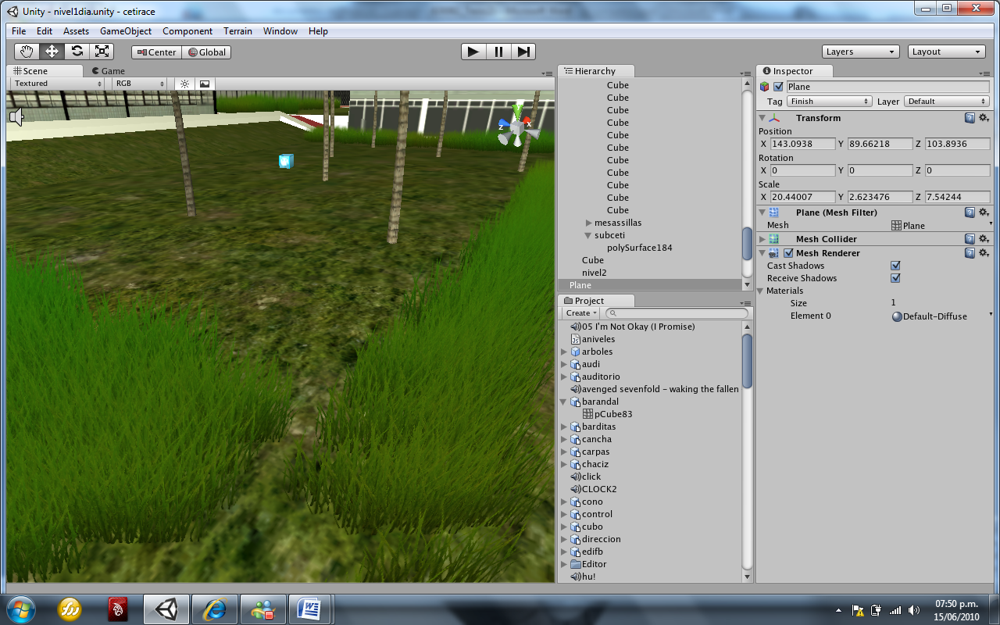 Unity - nivel1dia.unity - cetirace
File Edit Assets GameObject Component Terrain Window Help
Center Global Layers Layout
Scene Game
Textured RGB
y
z x
Hierarchy
Cube
Cube
Cube
Cube
Cube
Cube
Cube
Cube
Cube
Cube
Cube
mesassillas
subceti
polySurface184
Cube
nivel2
Plane
Project
Create
05 I'm Not Okay (I Promise)
aniveles
arboles
audi
auditorio
avenged sevenfold - waking the fallen
barandal
pCube83
barditas
cancha
carpas
chaciz
click
CLOCK2
cono
control
cubo
direccion
edifb
Editor
hu!
Inspector
Plane
Tag Finish Layer Default
Transform
Position
X 143.0938 Y 89.66218 Z 103.8936
Rotation
X 0 Y 0 Z 0
Scale
X 20.44007 Y 2.623476 Z 7.54244
Plane (Mesh Filter)
Mesh Plane
Mesh Collider
Mesh Renderer
Cast Shadows
Receive Shadows
Materials
Size 1
Element 0 Default-Diffuse
07:50 p.m.
15/06/2010